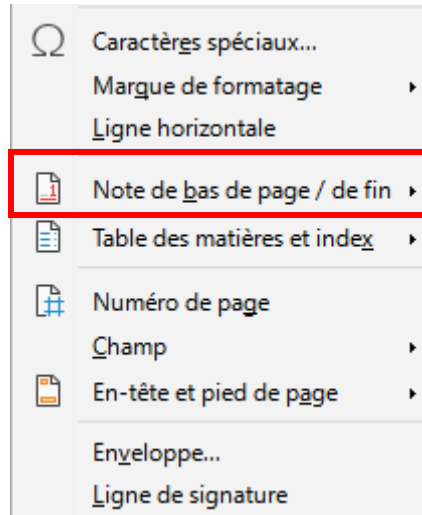 Caractères spéciaux...
Marque de formatage
Ligne horizontale
Note de bas de page / de fin
Table des matières et index
Numéro de page
Champ
En-tête et pied de page
Enveloppe...
Ligne de signature